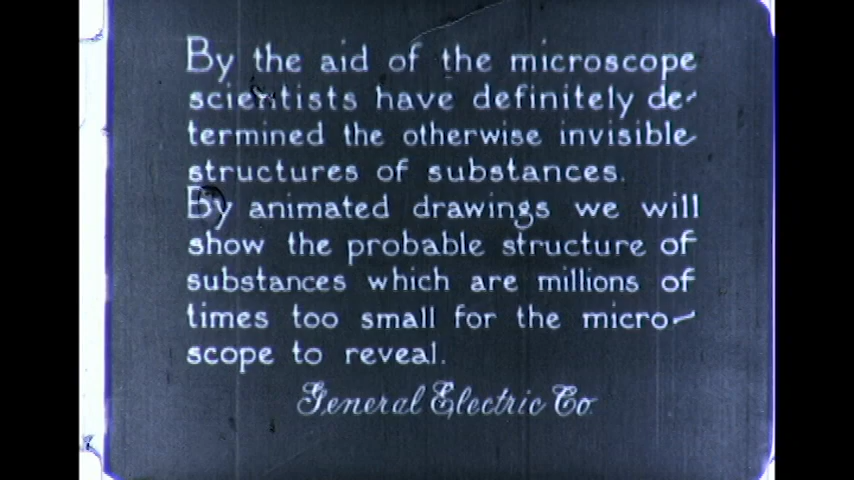 By the aid of the microscope
scientists have definitely de-
termined the otherwise invisible
structures of substances.
By animated drawings we will
show the probable structure of
substances which are millions of
times too small for the micro-
scope to reveal.
General Electric Co.